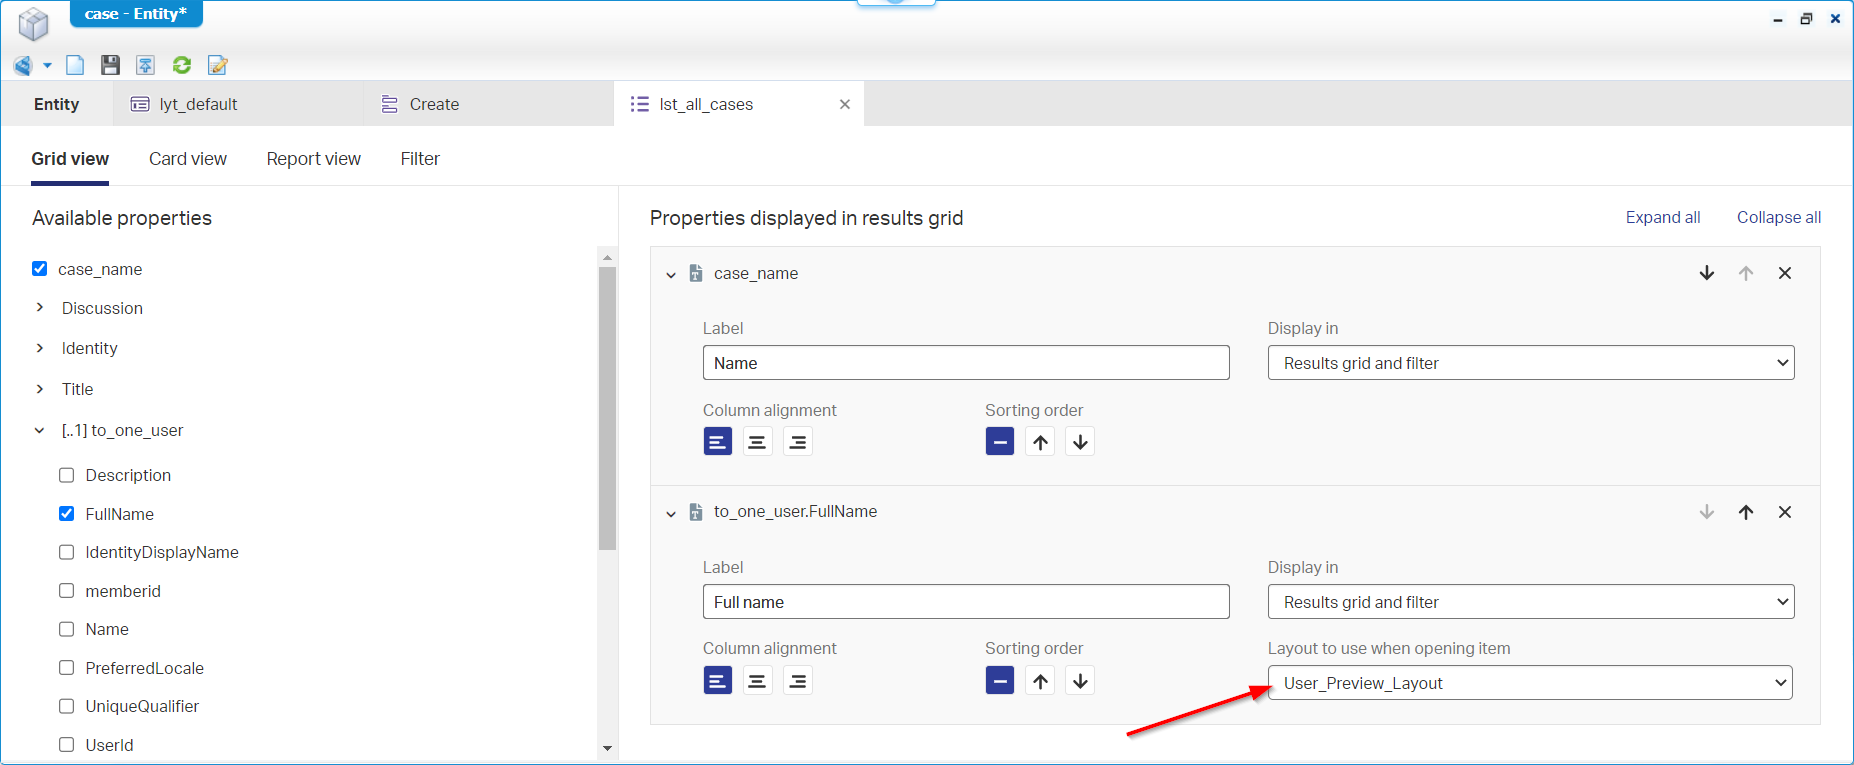 case - Entity*
Entity
lyt_default
Create
lst_all_cases
Grid view
Card view
Report view
Filter
Available properties
case_name
Discussion
Identity
Title
[..1] to_one_user
Description
FullName
IdentityDisplayName
memberid
Name
PreferredLocale
UniqueQualifier
UserId
Properties displayed in results grid
Expand all
Collapse all
case_name
Label
Display in
Name
Results grid and filter
Column alignment
Sorting order
to_one_user.FullName
Label
Display in
Full name
Results grid and filter
Column alignment
Sorting order
Layout to use when opening item
User_Preview_Layout